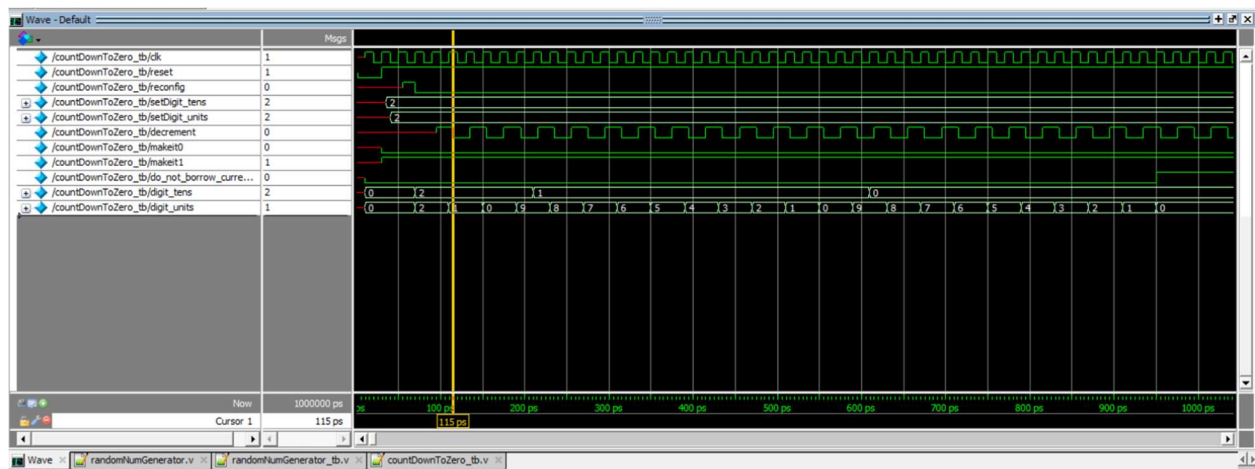 Wave - Default
Msgs
/countDownToZero_tb/clk 1
/countDownToZero_tb/reset 1
/countDownToZero_tb/reconfig 0
/countDownToZero_tb/setDigit_tens 2 2
/countDownToZero_tb/setDigit_units 2 2
/countDownToZero_tb/decrement 0
/countDownToZero_tb/makeit0 0
/countDownToZero_tb/makeit1 1
/countDownToZero_tb/do_not_borrow_curre... 0
/countDownToZero_tb/digit_tens 2 0 2 1 0
/countDownToZero_tb/digit_units 1 0 2 1 0 9 8 7 6 5 4 3 2 1 0 9 8 7 6 5 4 3 2 1 0
Now 1000000 ps ps 100 ps 200 ps 300 ps 400 ps 500 ps 600 ps 700 ps 800 ps 900 ps 1000 ps
Cursor 1 115 ps 115 ps
Wave randomNumGenerator.v randomNumGenerator_tb.v countDownToZero_tb.v